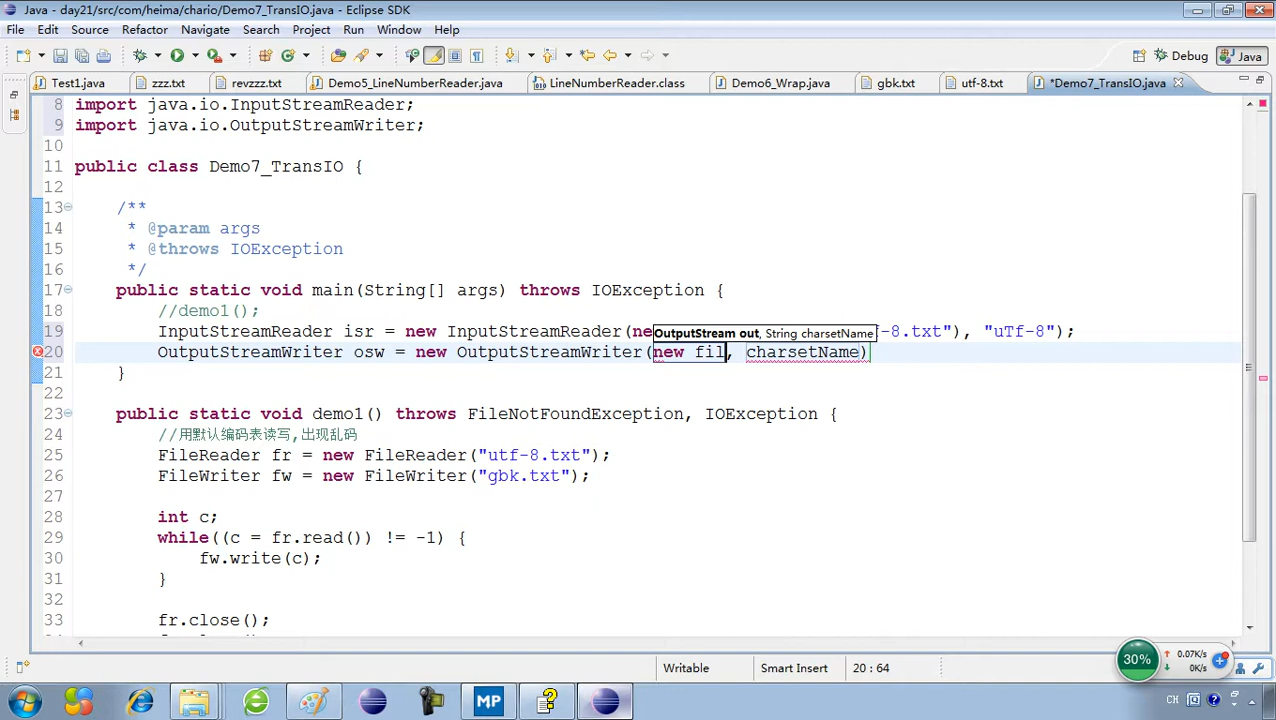 Java - day21/src/com/heima/chario/Demo7_TransIO.java - Eclipse SDK
File Edit Source Refactor Navigate Search Project Run Window Help
Debug Java
Test1.java zzz.txt revzzz.txt Demo5_LineNumberReader.java LineNumberReader.class Demo6_Wrap.java gbk.txt utf-8.txt *Demo7_TransIO.java
8 import java.io.InputStreamReader;
9 import java.io.OutputStreamWriter;
10
11 public class Demo7_TransIO {
12
13 /**
14 * @param args
15 * @throws IOException
16 */
17 public static void main(String[] args) throws IOException {
18 //demo1();
19 InputStreamReader isr = new InputStreamReader(ne f-8.txt"), "uTf-8");
OutputStream out, String charsetName
20 OutputStreamWriter osw = new OutputStreamWriter(new fil, charsetName)
21 }
22
23 public static void demo1() throws FileNotFoundException, IOException {
24 //用默认编码表读写,出现乱码
25 FileReader fr = new FileReader("utf-8.txt");
26 FileWriter fw = new FileWriter("gbk.txt");
27
28 int c;
29 while((c = fr.read()) != -1) {
30 fw.write(c);
31 }
32
33 fr.close();
Writable Smart Insert 20 : 64
30% 0.07K/s
0K/s
MP CH